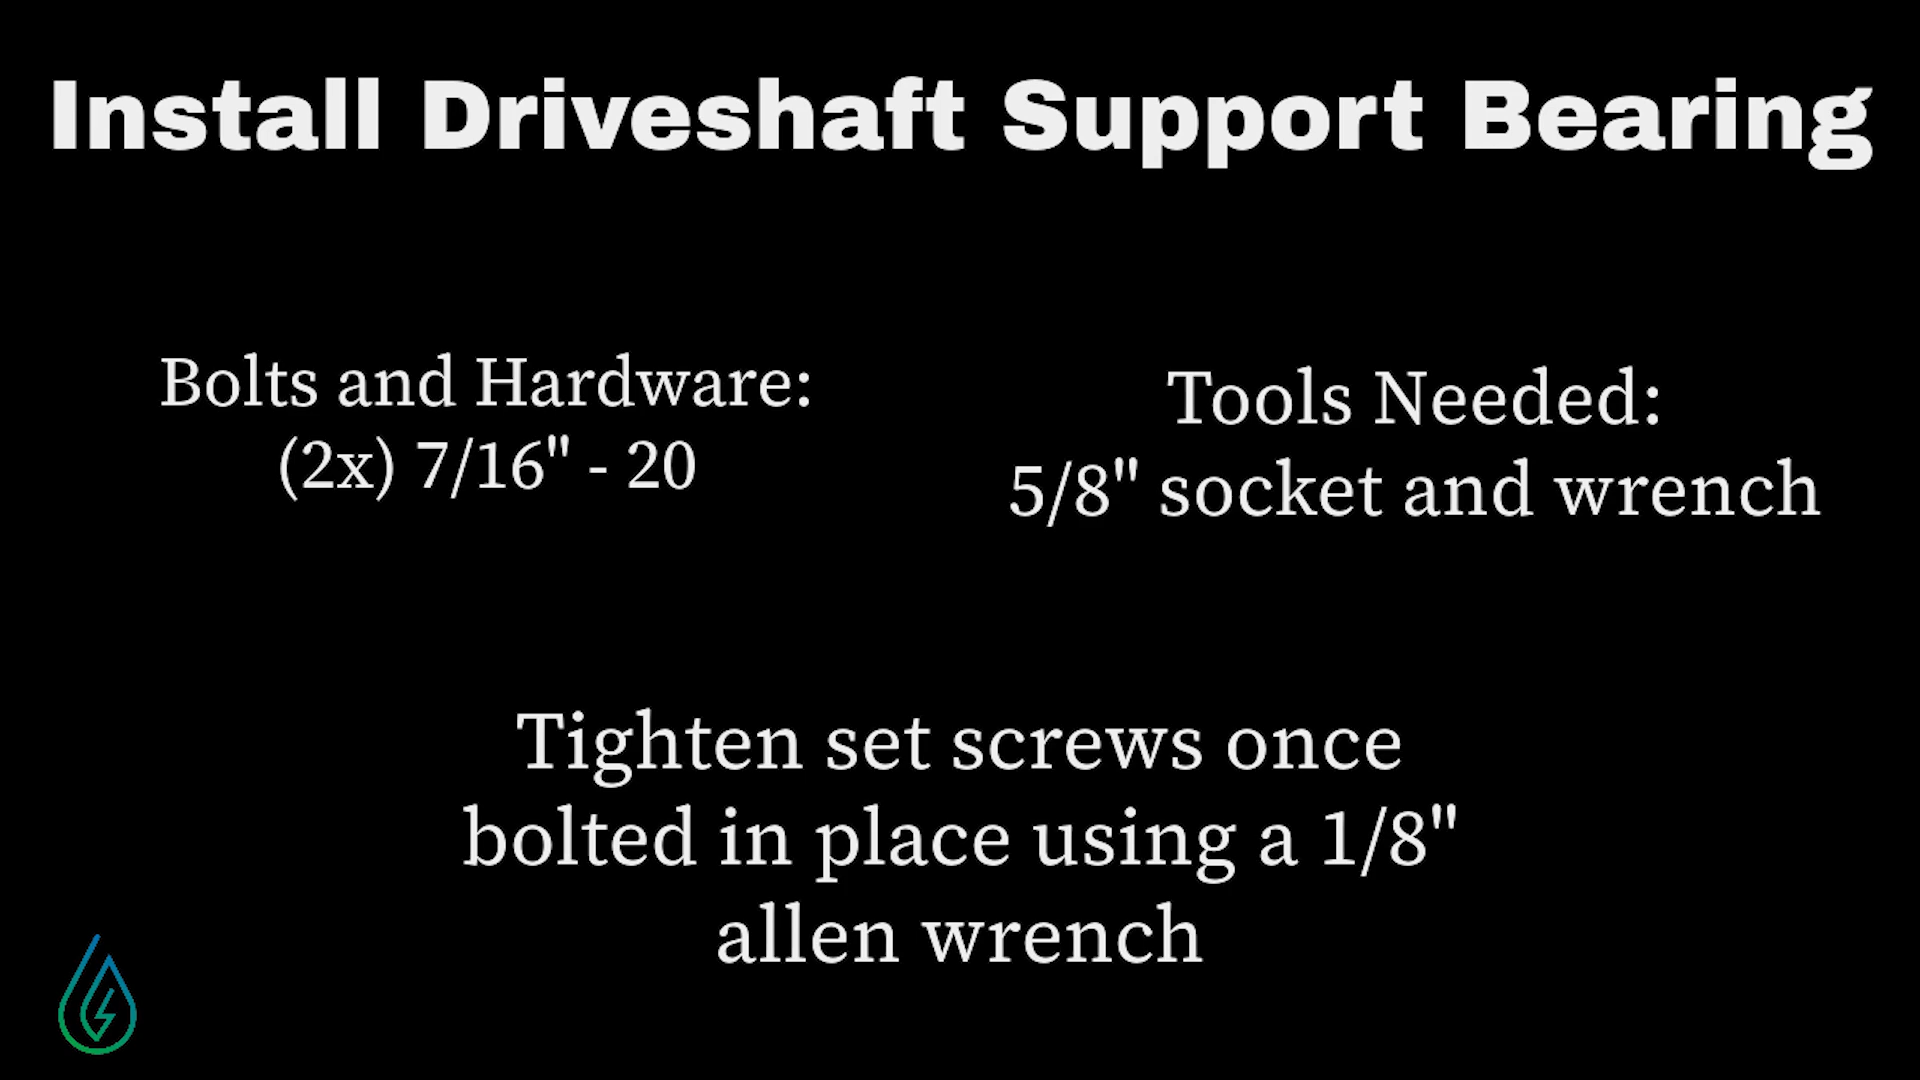 Install Driveshaft Support Bearing
Bolts and Hardware:
(2x) 7/16" - 20
Tools Needed:
5/8" socket and wrench
Tighten set screws once
bolted in place using a 1/8"
allen wrench